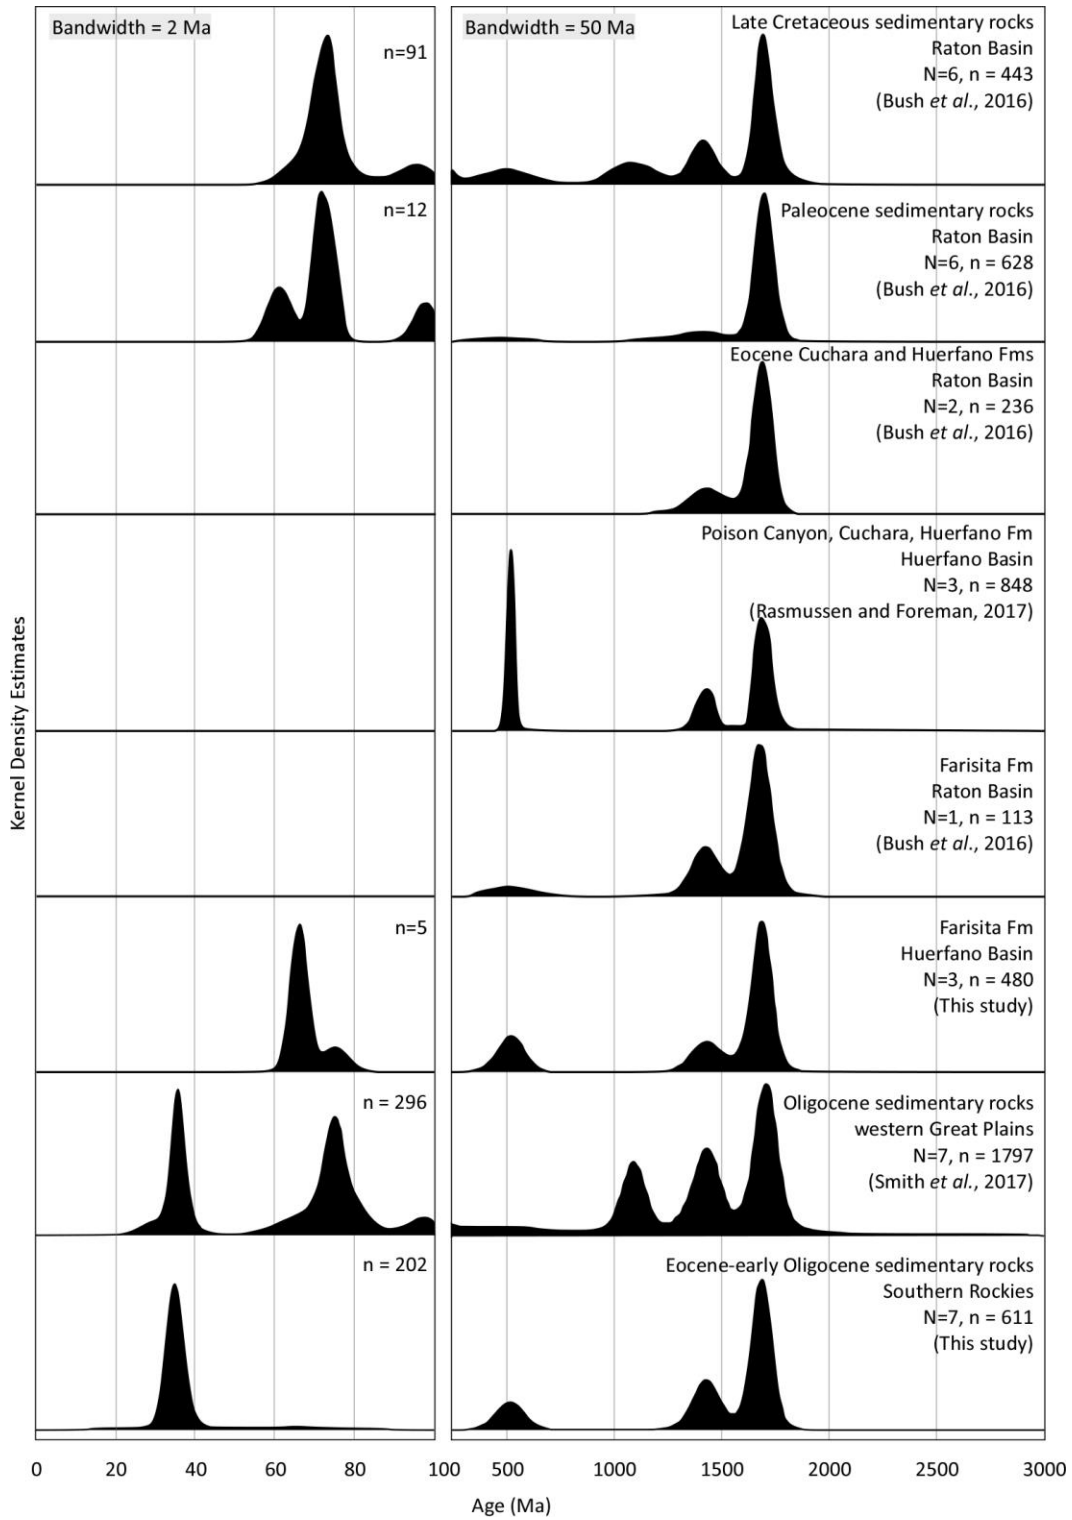 Bandwidth = 2 Ma
Bandwidth = 50 Ma
n=91
Late Cretaceous sedimentary rocks
Raton Basin
N=6, n = 443
(Bush et al., 2016)
n=12
Paleocene sedimentary rocks
Raton Basin
N=6, n = 628
(Bush et al., 2016)
Eocene Cuchara and Huerfano Fms
Raton Basin
N=2, n = 236
(Bush et al., 2016)
Poison Canyon, Cuchara, Huerfano Fm
Huerfano Basin
N=3, n = 848
(Rasmussen and Foreman, 2017)
Farisita Fm
Raton Basin
N=1, n = 113
(Bush et al., 2016)
n=5
Farisita Fm
Huerfano Basin
N=3, n = 480
(This study)
n = 296
Oligocene sedimentary rocks
western Great Plains
N=7, n = 1797
(Smith et al., 2017)
n = 202
Eocene-early Oligocene sedimentary rocks
Southern Rockies
N=7, n = 611
(This study)
Kernel Density Estimates
0 20 40 60 80 100 500 1000 1500 2000 2500 3000
Age (Ma)